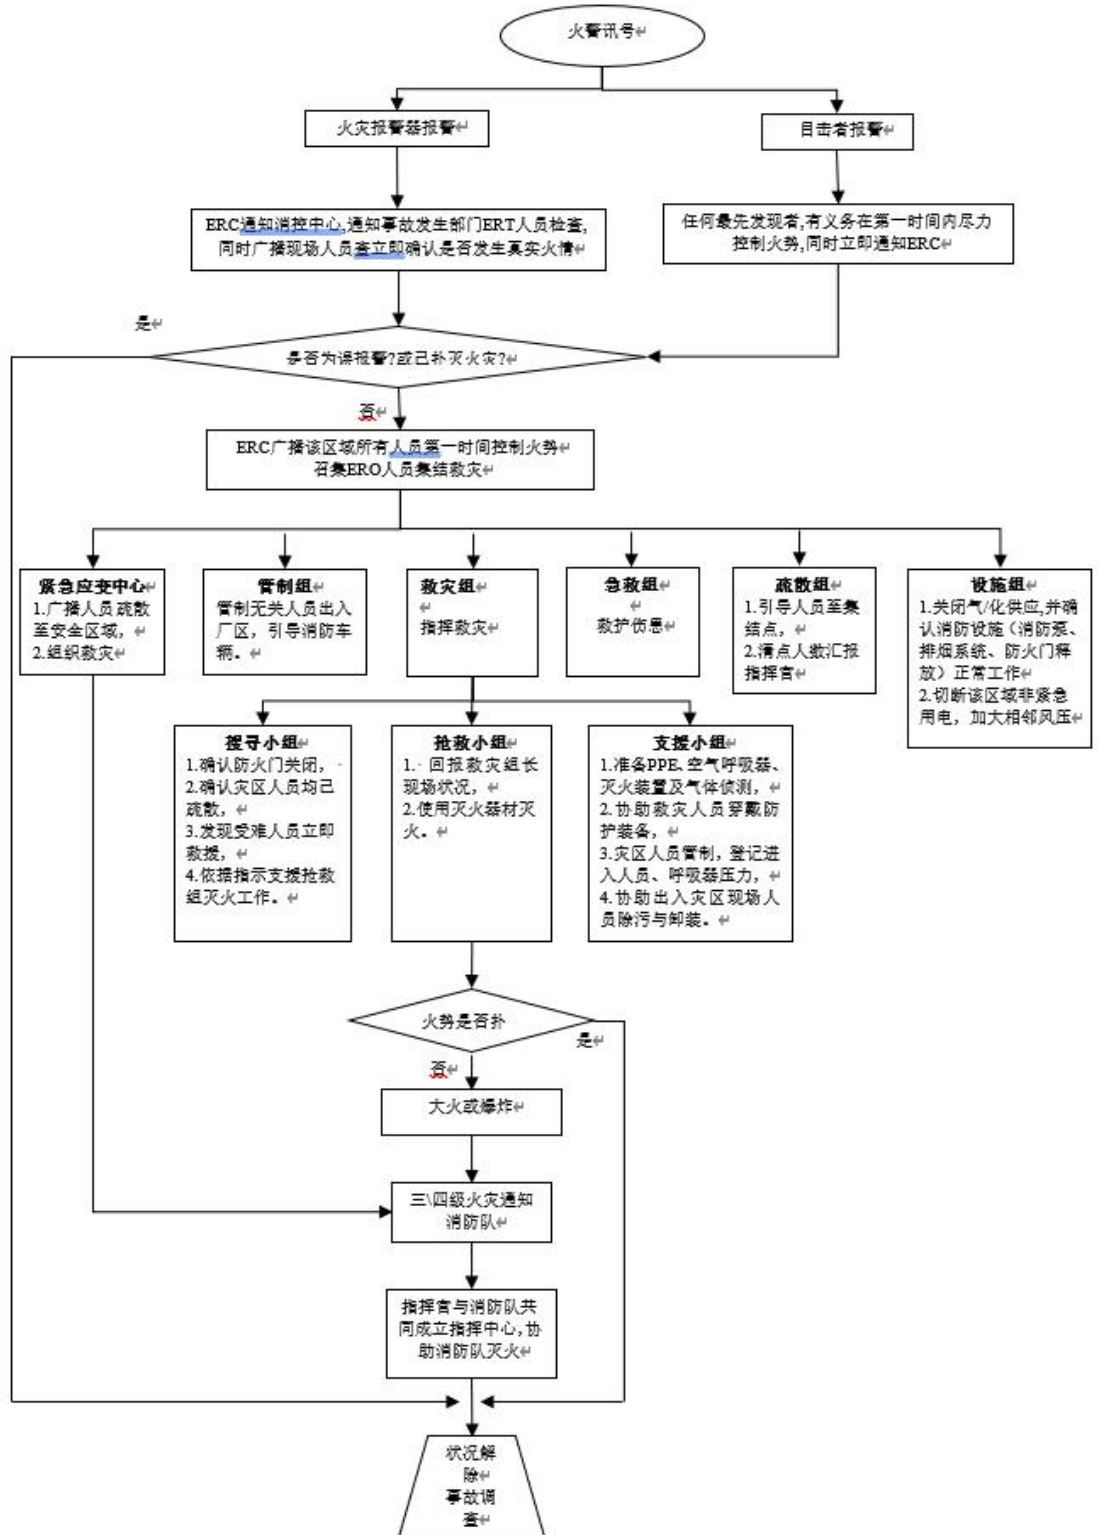 火警讯号
火灾报警器报警
目击者报警
ERC通知消控中心,通知事故发生部门ERT人员检查,
同时广播现场人员查立即确认是否发生真实火情
任何最先发现者,有义务在第一时间内尽力
控制火势,同时立即通知ERC
是
是否为误报警?或已扑灭火灾?
否
ERC广播该区域所有人员第一时间控制火势
召集ERO人员集结救灾
紧急应变中心
1.广播人员疏散
至安全区域，
2.组织救灾
管制组
管制无关人员出入
厂区，引导消防车
辆。
救灾组
指挥救灾
急救组
救护伤患
疏散组
1.引导人员至集
结点，
2.清点人数汇报
指挥官
设施组
1.关闭气/化供应,并确
认消防设施（消防泵、
排烟系统、防火门释
放）正常工作
2.切断该区域非紧急
用电，加大相邻风压
搜寻小组
1.确认防火门关闭，
2.确认灾区人员均已
疏散，
3.发现受难人员立即
救援，
4.依据指示支援抢救
组灭火工作。
抢救小组
1. 回报救灾组长
现场状况，
2.使用灭火器材灭
火。
支援小组
1.准备PPE、空气呼吸器、
灭火装置及气体侦测，
2.协助救灾人员穿戴防
护装备，
3.灾区人员管制，登记进
入人员、呼吸器压力，
4.协助出入灾区现场人
员除污与卸装。
火势是否扑
是
否
大火或爆炸
三\四级火灾通知
消防队
指挥官与消防队共
同成立指挥中心,协
助消防队灭火
状况解
除
事故调
查